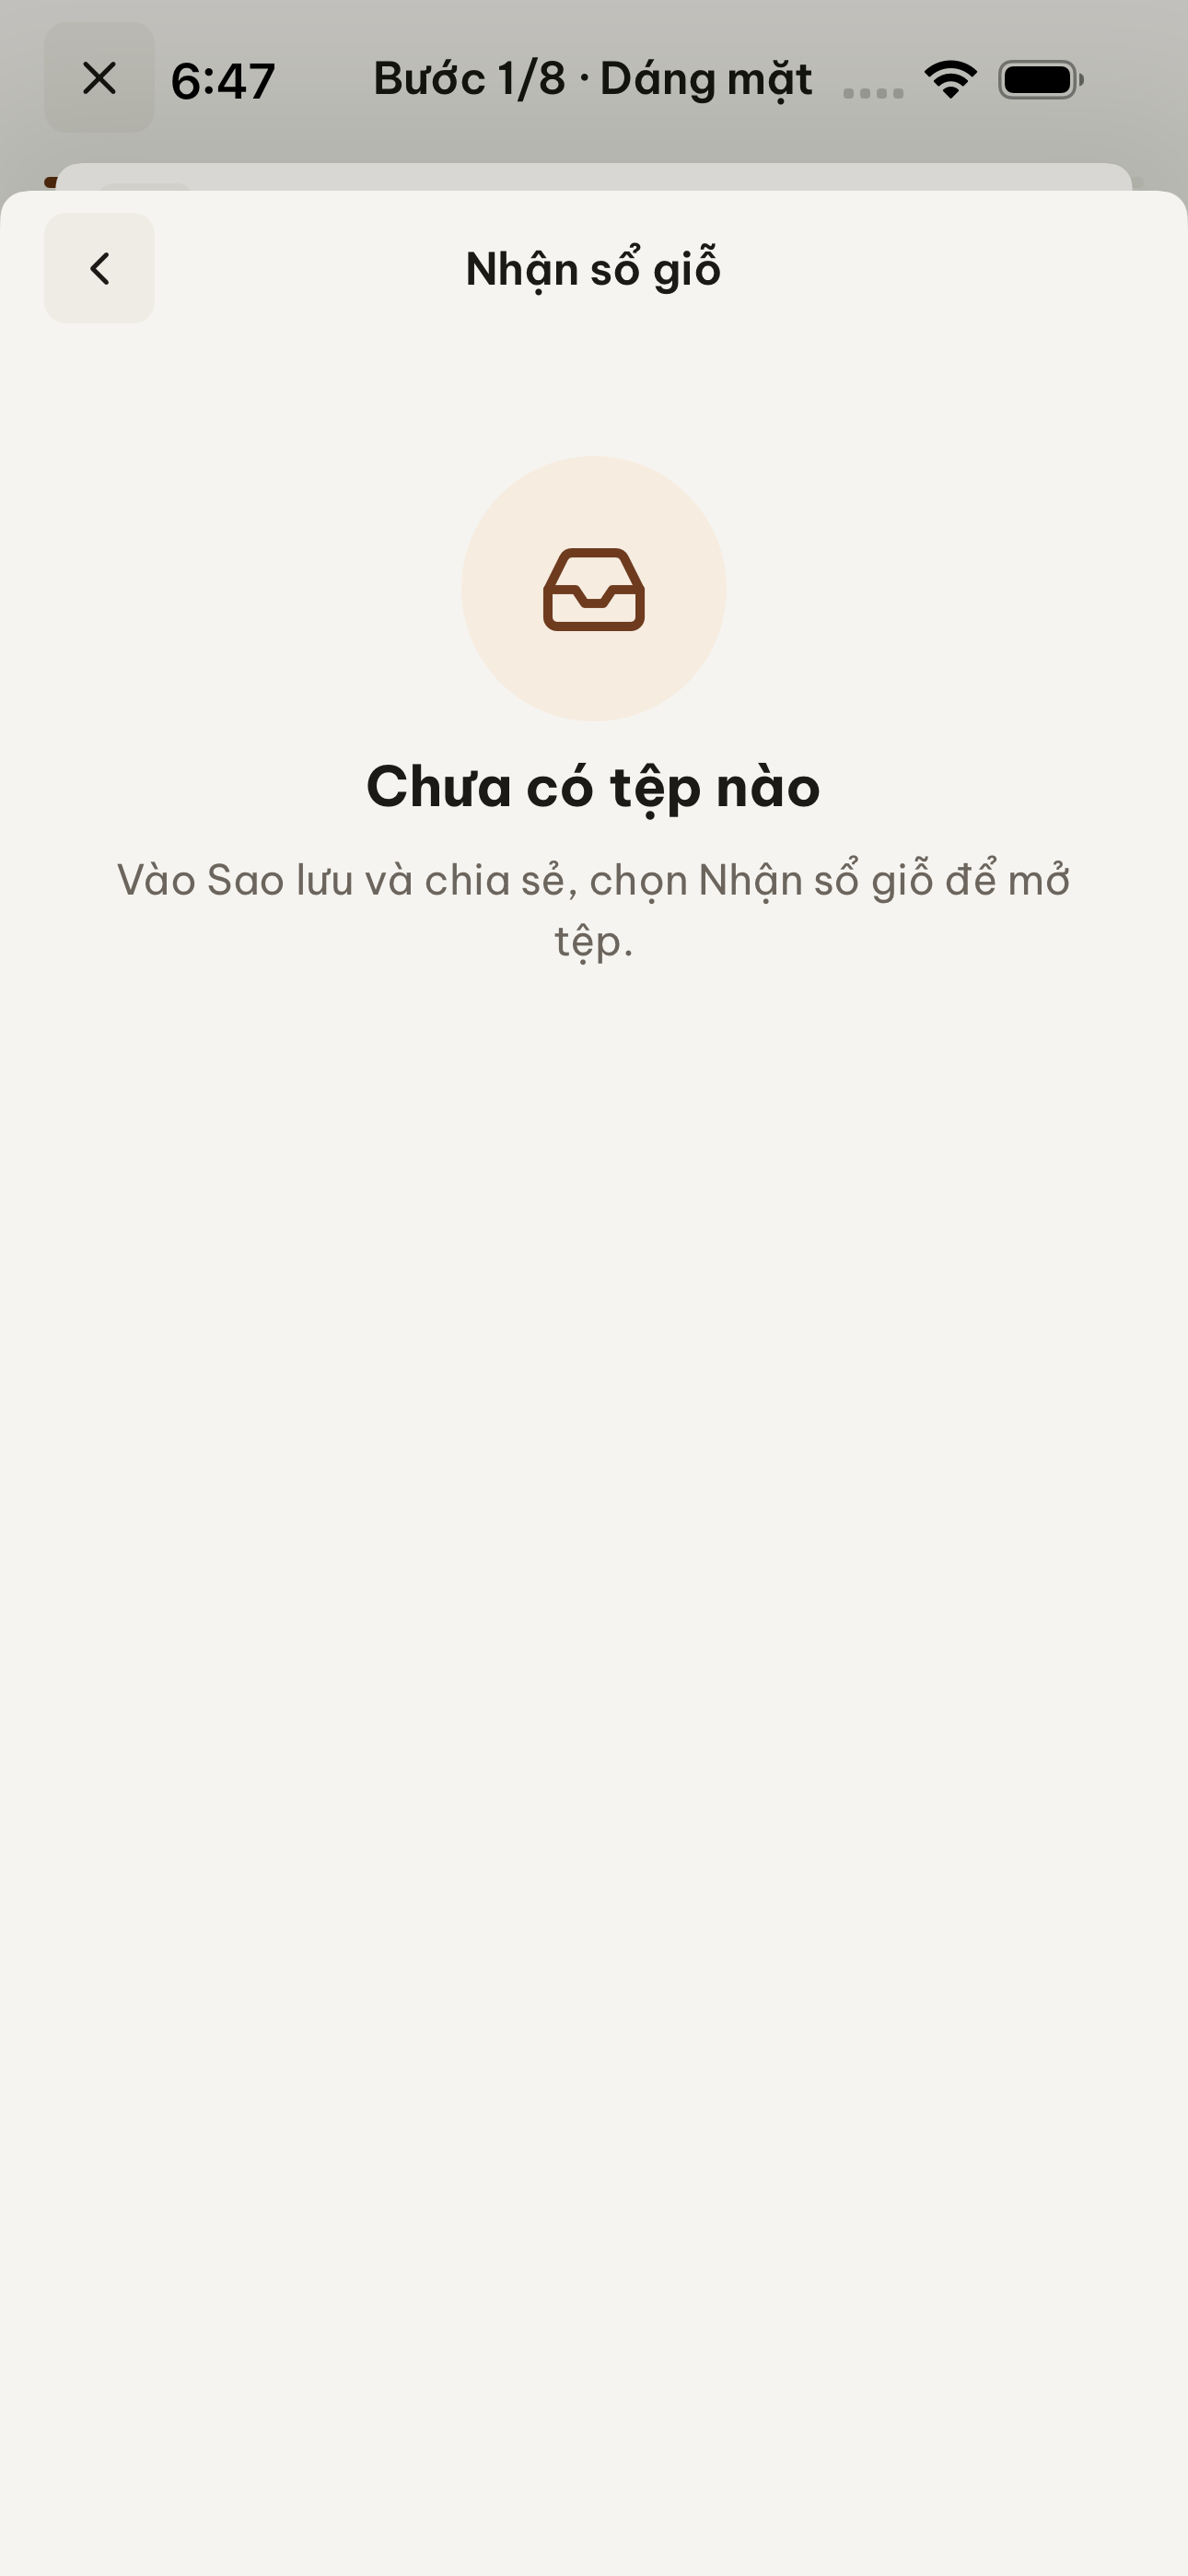 6:47
Bước 1/8 · Dáng mặt
Nhận sổ giỗ
Chưa có tệp nào
Vào Sao lưu và chia sẻ, chọn Nhận sổ giỗ để mở
tệp.